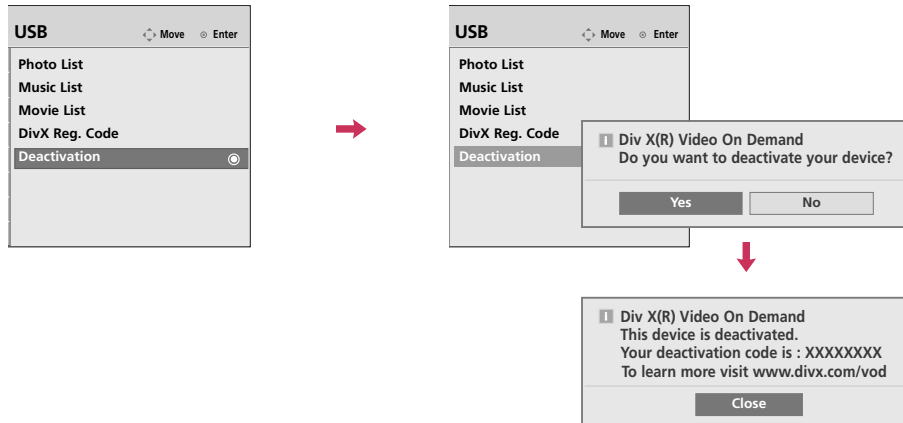 USB Move Enter
Photo List
Music List
Movie List
DivX Reg. Code
Deactivation
USB Move Enter
Photo List
Music List
Movie List
DivX Reg. Code
Deactivation
Div X(R) Video On Demand
Do you want to deactivate your device?
Yes No
Div X(R) Video On Demand
This device is deactivated.
Your deactivation code is : XXXXXXXX
To learn more visit www.divx.com/vod
Close